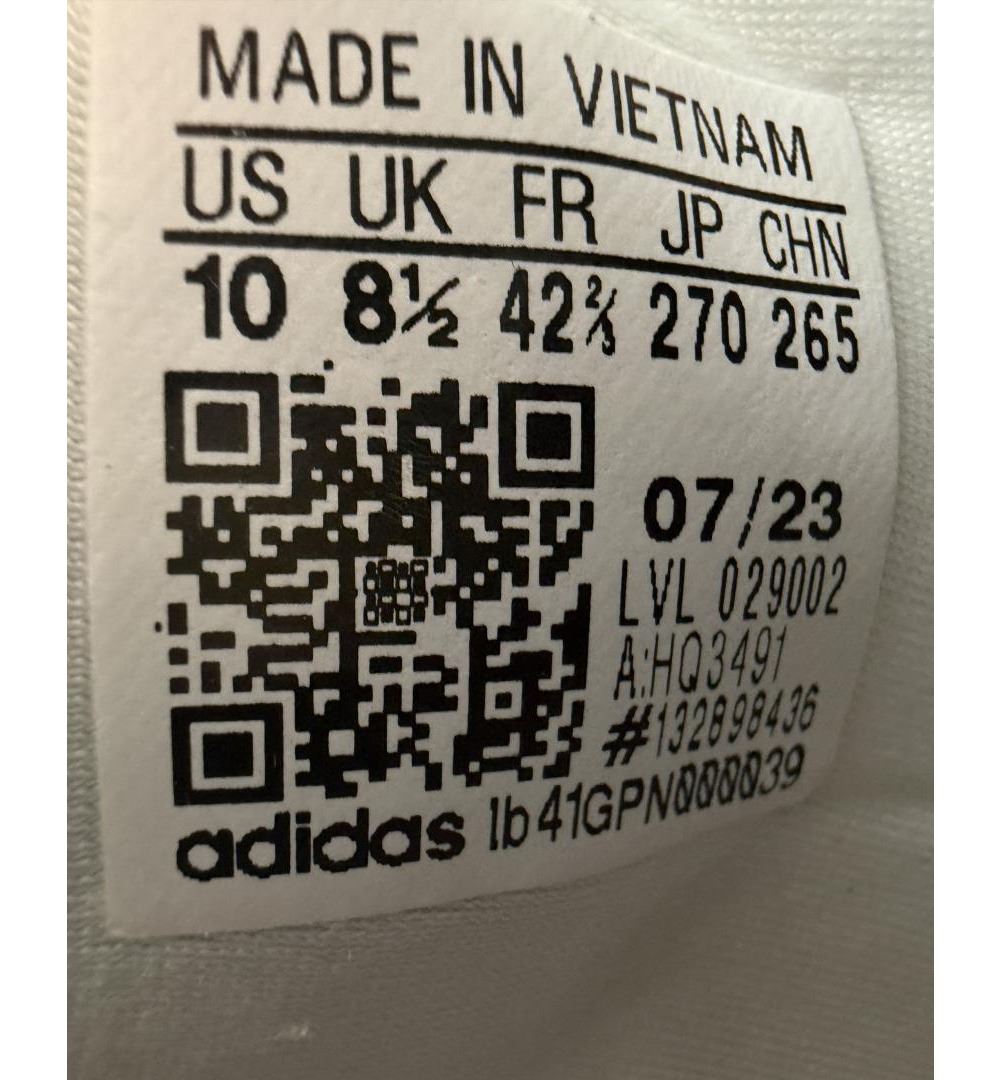 MADE IN VIETNAM
US UK FR JP CHN
10 8½ 42⅔ 270 265
07/23
LVL 029002
A:HQ3491
#132898436
adidas lb41GPN000039